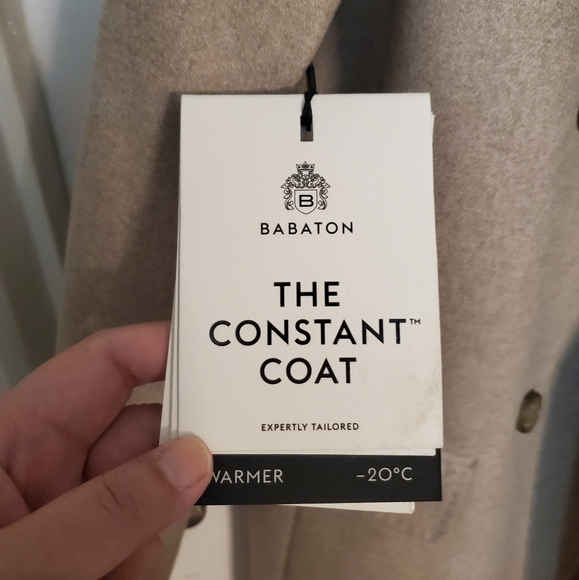 B
BABATON
THE
CONSTANT™
COAT
EXPERTLY TAILORED
WARMER -20°C